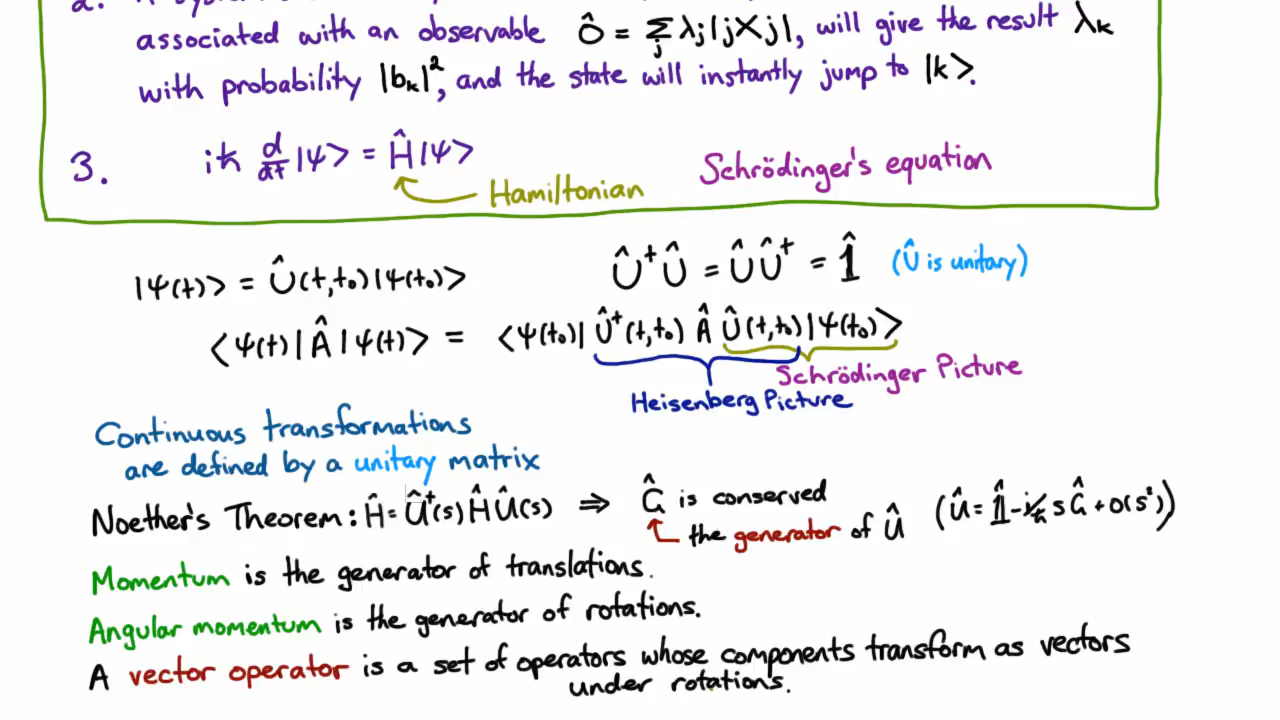 associated with an observable Ô = Σ_j λj|j⟩⟨j|, will give the result λk
with probability |bk|², and the state will instantly jump to |k>.
3. iħ d/dt |Ψ> = Ĥ|Ψ> Schrödinger's equation
Hamiltonian
|Ψ(t)> = Û(t,t₀)|Ψ(t₀)> Û†Û = ÛÛ† = 1̂ (Û is unitary)
<Ψ(t)|Â|Ψ(t)> = <Ψ(t₀)|Û†(t,t₀) Â Û(t,t₀)|Ψ(t₀)>
Schrödinger Picture
Heisenberg Picture
Continuous transformations
are defined by a unitary matrix
Noether's Theorem: Ĥ = Û†(s)ĤÛ(s) ⇒ Ĝ is conserved
the generator of Û (Û = 1̂ - i/ħ s Ĝ + O(s²))
Momentum is the generator of translations.
Angular momentum is the generator of rotations.
A vector operator is a set of operators whose components transform as vectors
under rotations.